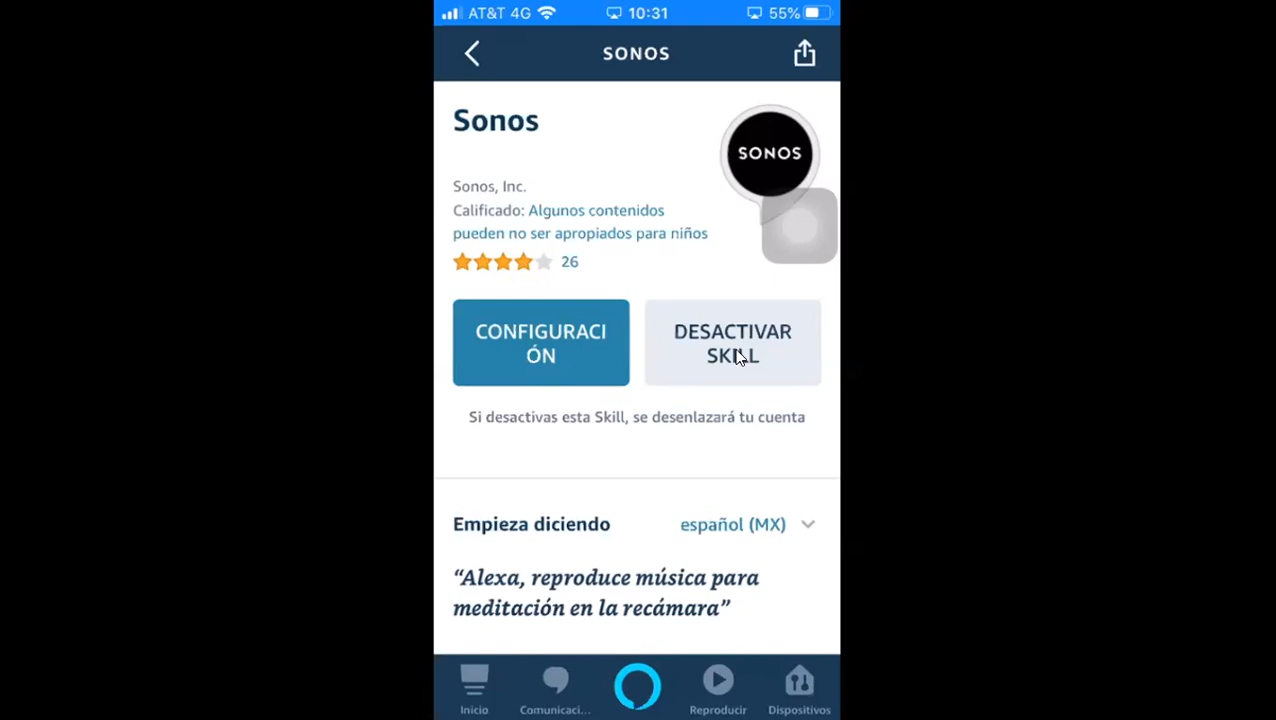 AT&T 4G 10:31 55%
SONOS
Sonos
SONOS
Sonos, Inc.
Calificado: Algunos contenidos
pueden no ser apropiados para niños
26
CONFIGURACI
ÓN
DESACTIVAR
SKILL
Si desactivas esta Skill, se desenlazará tu cuenta
Empieza diciendo español (MX)
“Alexa, reproduce música para
meditación en la recámara”
Inicio Comunicaci... Reproducir Dispositivos